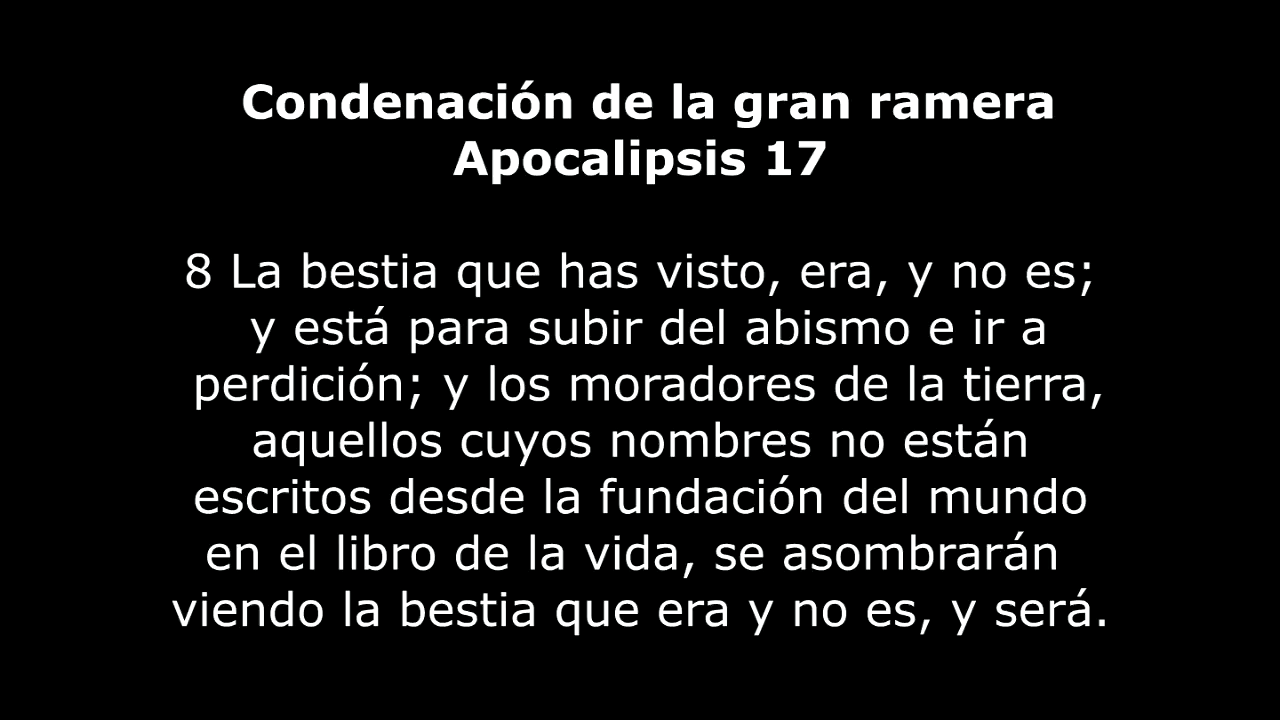 Condenación de la gran ramera
Apocalipsis 17
8 La bestia que has visto, era, y no es;
y está para subir del abismo e ir a
perdición; y los moradores de la tierra,
aquellos cuyos nombres no están
escritos desde la fundación del mundo
en el libro de la vida, se asombrarán
viendo la bestia que era y no es, y será.